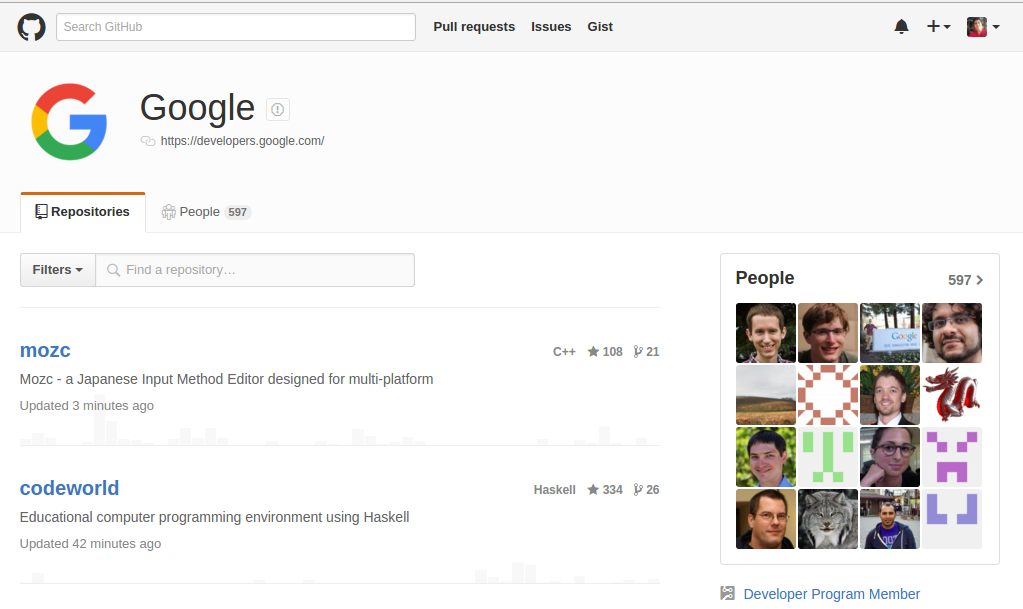 Search GitHub Pull requests Issues Gist
Google
https://developers.google.com/
Repositories People 597
Filters Find a repository…
People 597
mozc C++ 108 21
Mozc - a Japanese Input Method Editor designed for multi-platform
Updated 3 minutes ago
codeworld Haskell 334 26
Educational computer programming environment using Haskell
Updated 42 minutes ago
Google
Developer Program Member